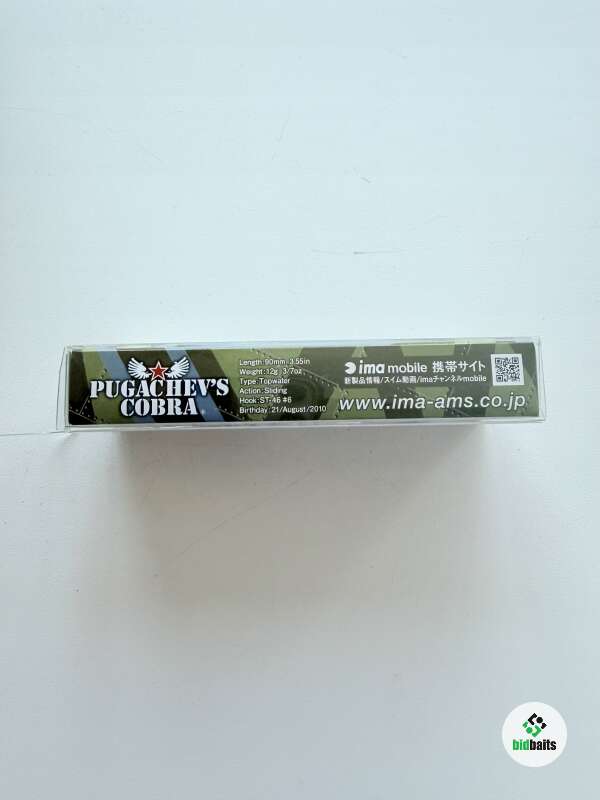 PUGACHEV'S
COBRA
Length: 90mm 3.55in
Weight: 12g 3/7oz
Type: Topwater
Action: Sliding
Hook: ST-46 #6
Birthday: 21/August/2010
ima mobile 携帯サイト
新製品情報/スイム動画/imaチャンネルmobile
www.ima-ams.co.jp
bidbaits